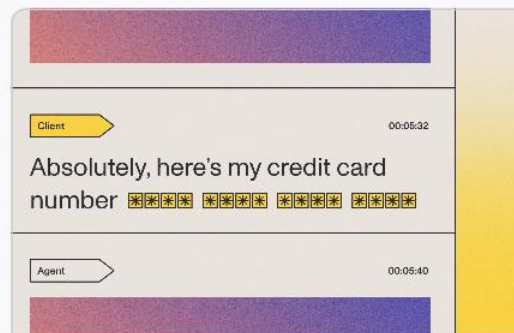 Client
00:05:32
Absolutely, here's my credit card
number **** **** **** ****
Agent
00:05:40